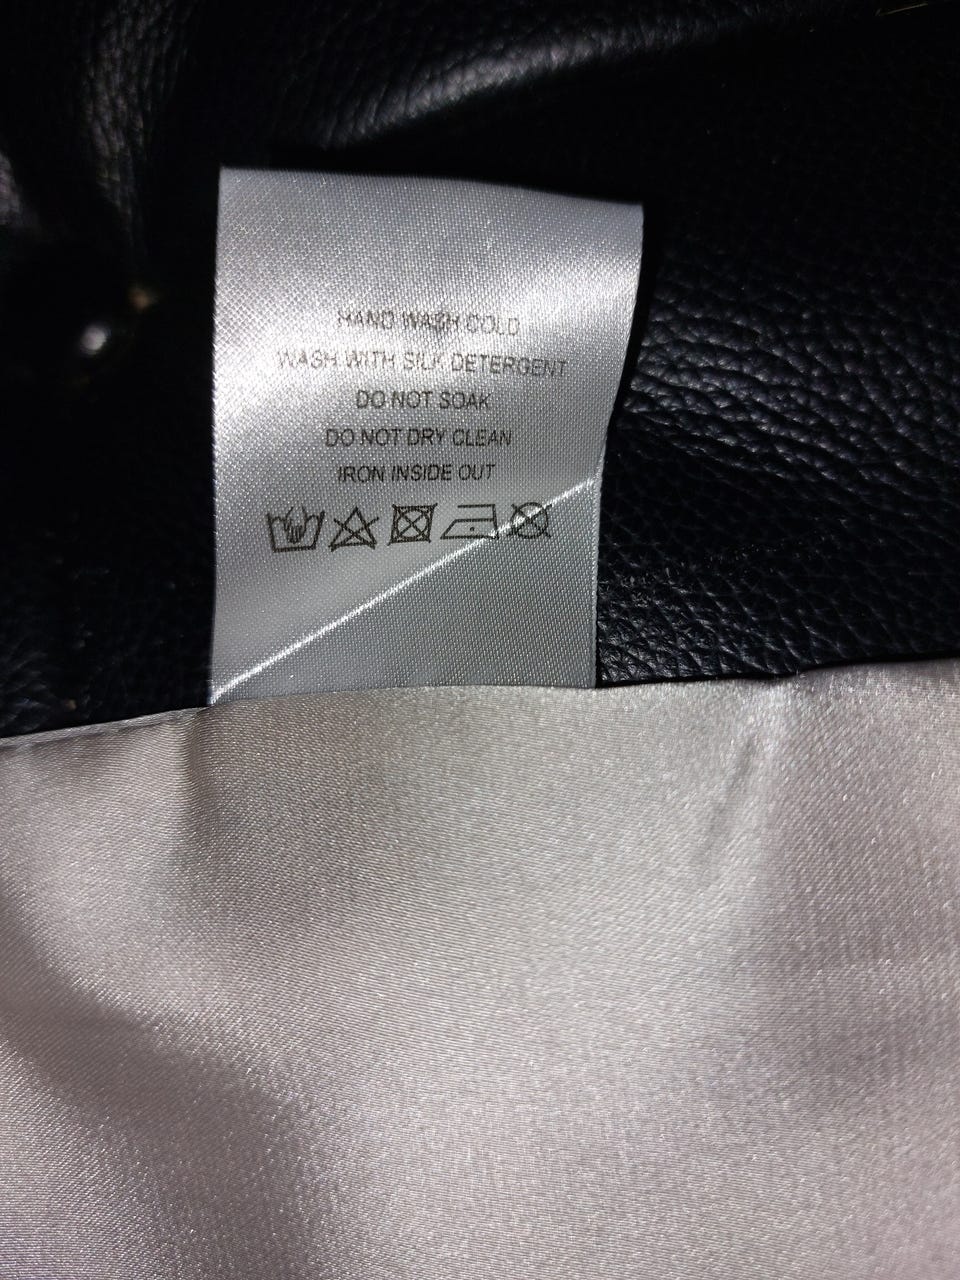 HAND WASH COLD
WASH WITH SILK DETERGENT
DO NOT SOAK
DO NOT DRY CLEAN
IRON INSIDE OUT